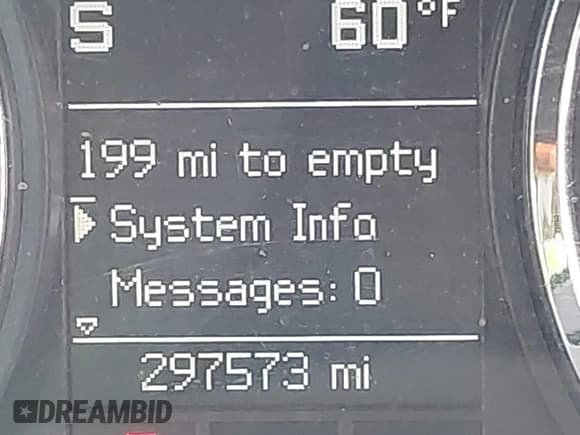 S 60°F
199 mi to empty
System Info
Messages: 0
297573 mi
DREAMBID